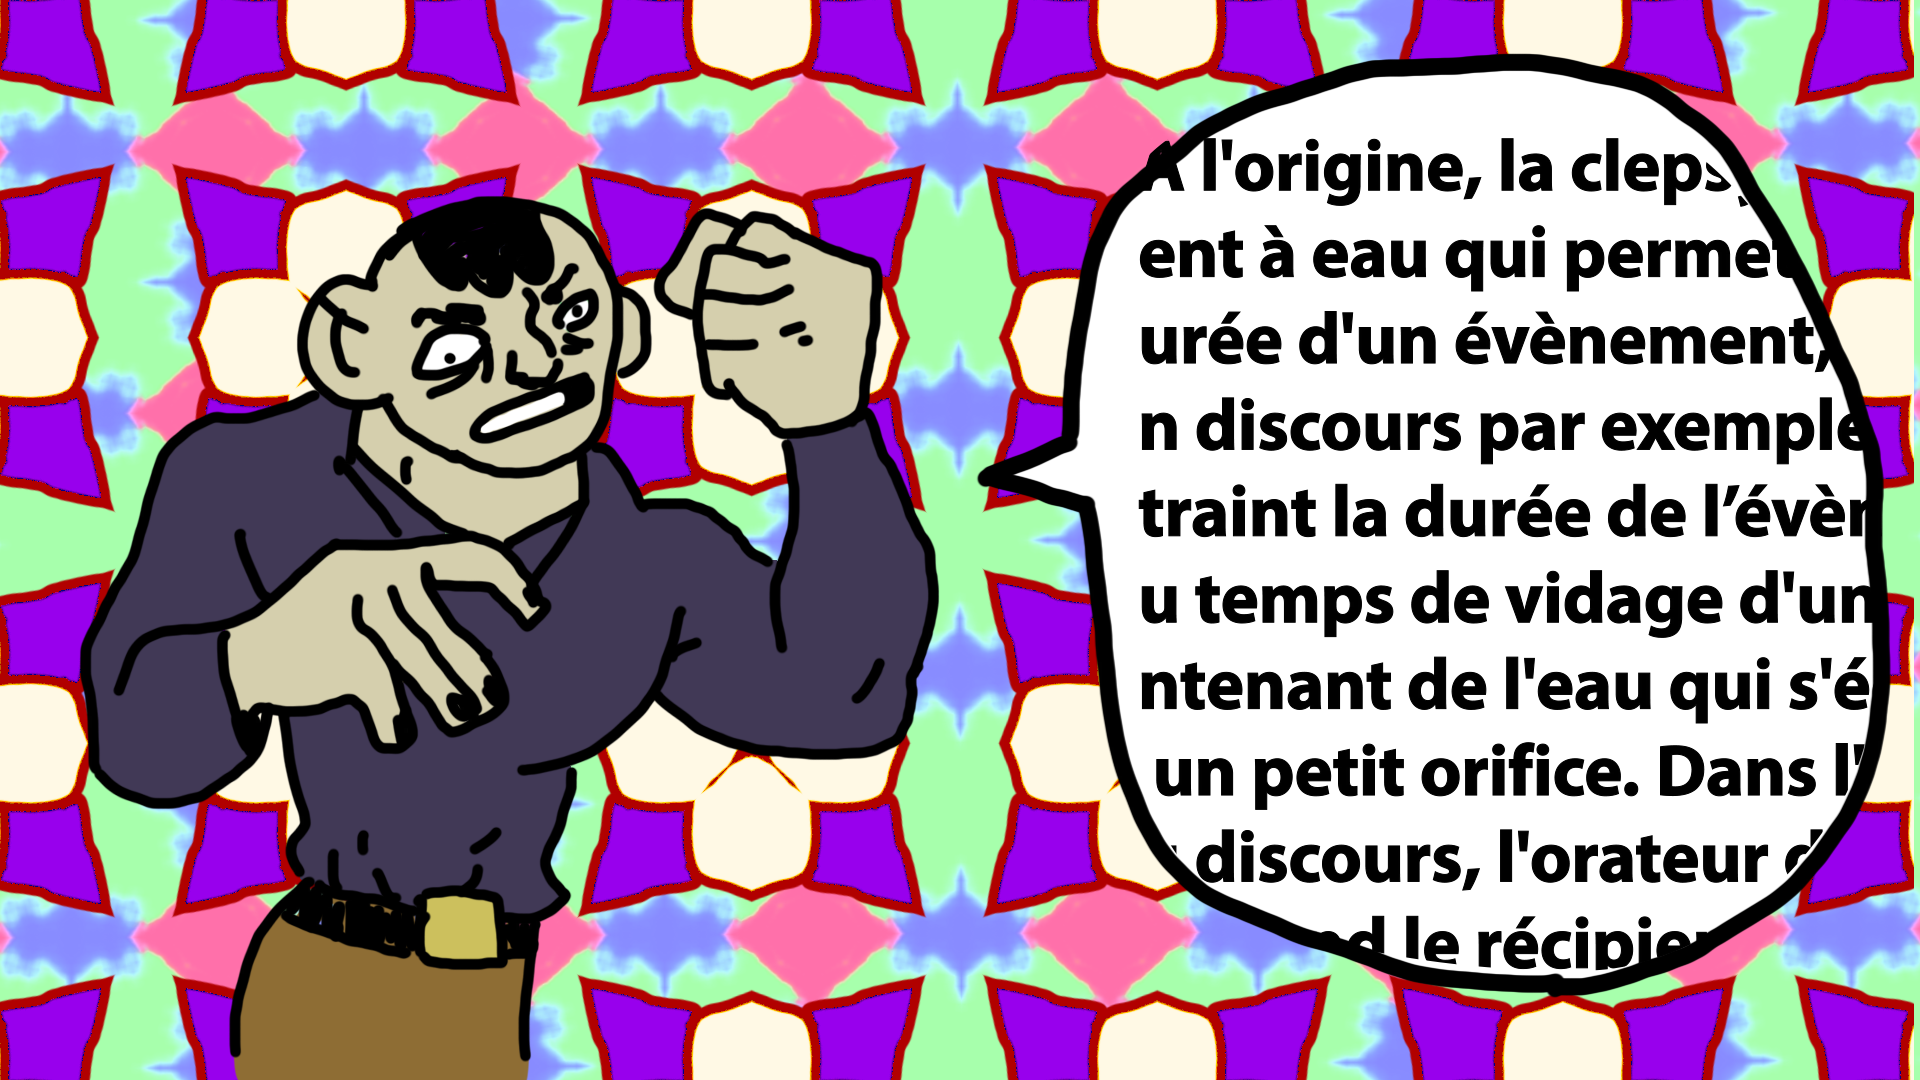 A l'origine, la cleps
ent à eau qui permet
urée d'un évènement,
n discours par exemple
traint la durée de l’évèn
u temps de vidage d'un
ntenant de l'eau qui s'é
un petit orifice. Dans l'
discours, l'orateur d
d le récipie